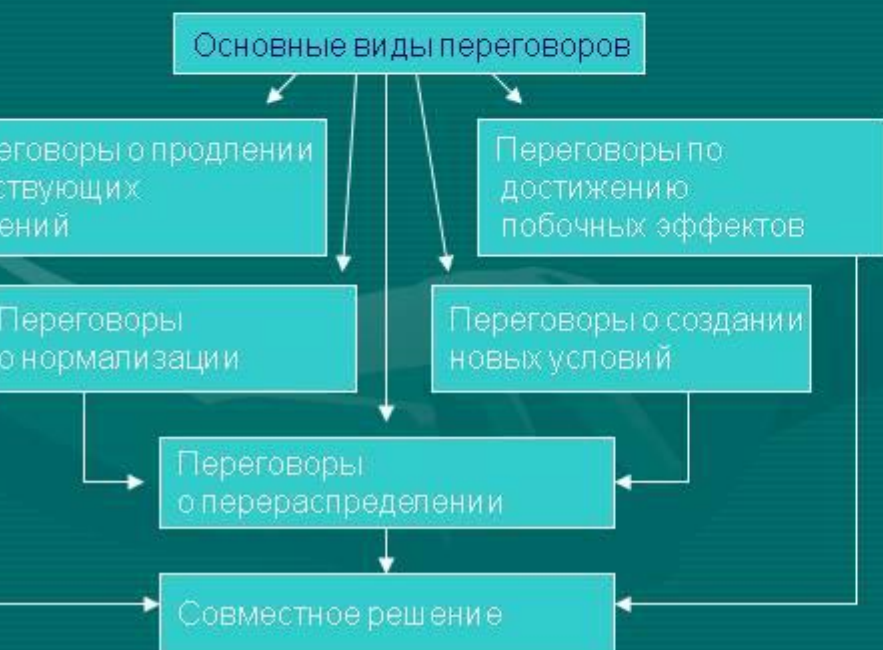 Основные виды переговоров
еговоры о продлении
ствующих
ений
Переговоры по
достижению
побочных эффектов
Переговоры
о нормализации
Переговоры о создании
новых условий
Переговоры
о перераспределении
Совместное решение